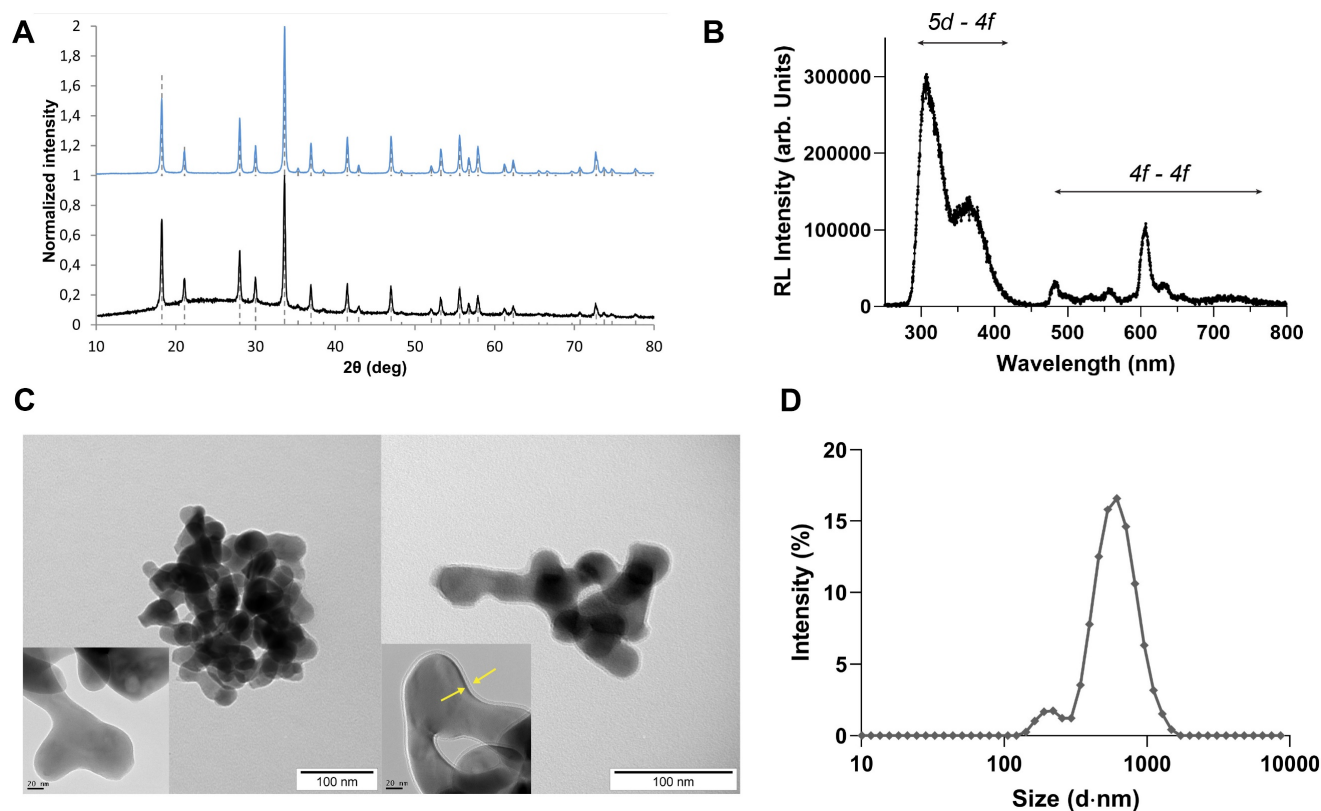 A
Normalized intensity
2
1,8
1,6
1,4
1,2
1
0,8
0,6
0,4
0,2
0
10 20 30 40 50 60 70 80
2θ (deg)
B
5d - 4f
4f - 4f
RL Intensity (arb. Units)
300000
200000
100000
0
300 400 500 600 700 800
Wavelength (nm)
C
20 nm
100 nm
20 nm
100 nm
D
Intensity (%)
20
15
10
5
0
10 100 1000 10000
Size (d·nm)